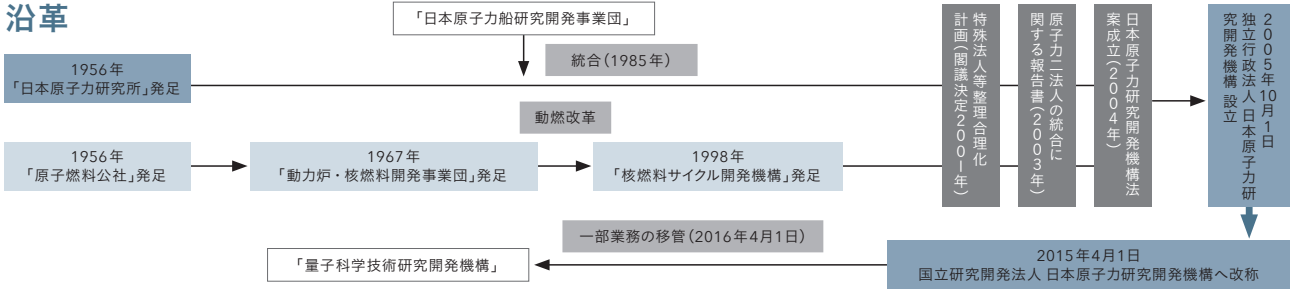 沿革
「日本原子力船研究開発事業団」
統合(1985年)
1956年
「日本原子力研究所」発足
動燃改革
1956年
「原子燃料公社」発足
1967年
「動力炉・核燃料開発事業団」発足
1998年
「核燃料サイクル開発機構」発足
特殊法人等整理合理化
計画(閣議決定2001年)
原子力二法人の統合に
関する報告書(2003年)
日本原子力研究開発機構法
案成立(2004年)
2005年10月1日
独立行政法人 日本原子力研
究開発機構 設立
一部業務の移管(2016年4月1日)
「量子科学技術研究開発機構」
2015年4月1日
国立研究開発法人 日本原子力研究開発機構へ改称